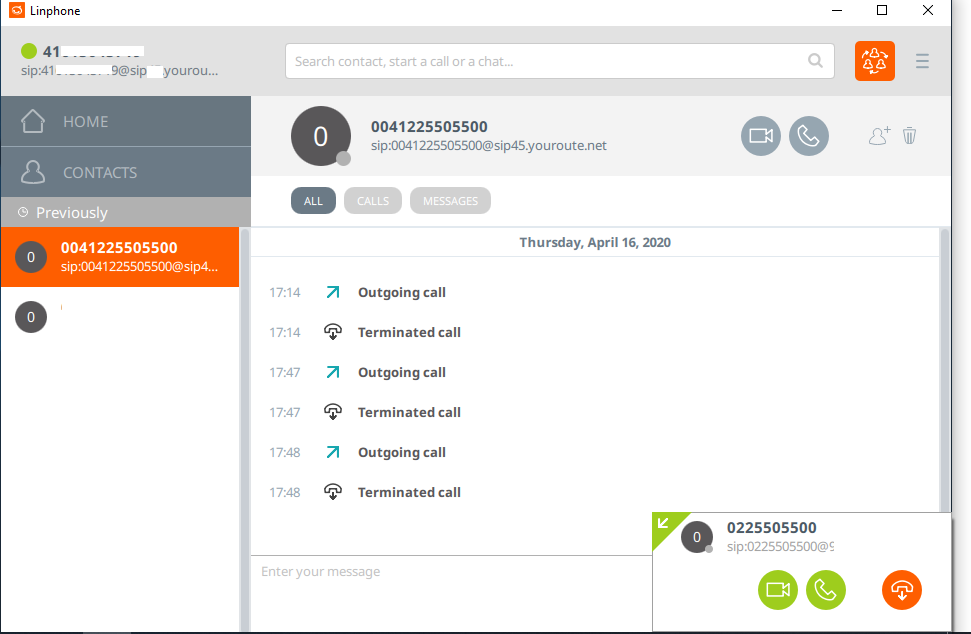 Linphone
41
sip:41 9@sip .yourou...
Search contact, start a call or a chat...
HOME
CONTACTS
Previously
0
0041225505500
sip:0041225505500@sip4...
0
0
0041225505500
sip:0041225505500@sip45.youroute.net
ALL CALLS MESSAGES
Thursday, April 16, 2020
17:14 Outgoing call
17:14 Terminated call
17:47 Outgoing call
17:47 Terminated call
17:48 Outgoing call
17:48 Terminated call
Enter your message
0
0225505500
sip:0225505500@9